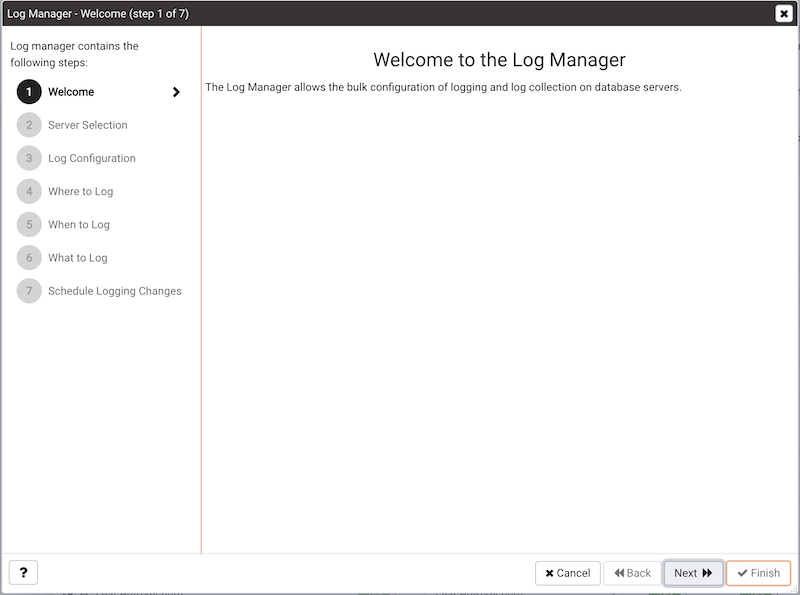 Log Manager - Welcome (step 1 of 7)
Log manager contains the
following steps:
1 Welcome
2 Server Selection
3 Log Configuration
4 Where to Log
5 When to Log
6 What to Log
7 Schedule Logging Changes
Welcome to the Log Manager
The Log Manager allows the bulk configuration of logging and log collection on database servers.
?
Cancel
Back
Next
Finish